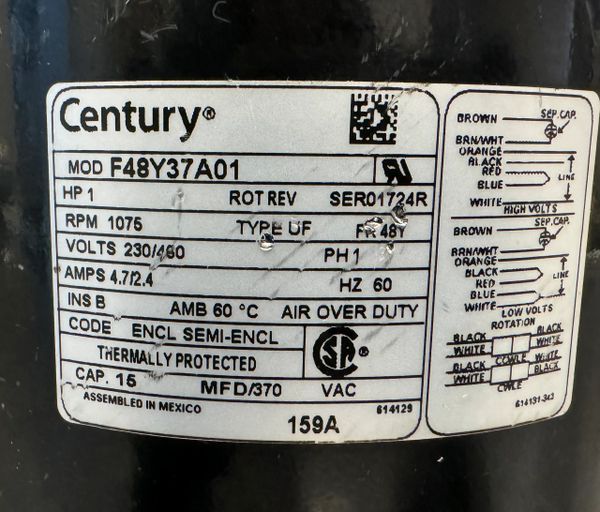 Century®
MOD F48Y37A01
HP 1 ROT REV SER01724R
RPM 1075 TYPE UF FR 48Y
VOLTS 230/460 PH 1
AMPS 4.7/2.4 HZ 60
INS B AMB 60 °C AIR OVER DUTY
CODE ENCL SEMI-ENCL
THERMALLY PROTECTED
CAP. 15 MFD/370 VAC
ASSEMBLED IN MEXICO 614129
159A
BROWN SEP. CAP.
BRN/WHT
ORANGE
BLACK
RED LINE
BLUE
WHITE
HIGH VOLTS
BROWN SEP. CAP.
BRN/WHT
ORANGE
BLACK
RED LINE
BLUE
WHITE
LOW VOLTS
ROTATION
BLACK BLACK
WHITE WHITE
CCWLE
BLACK WHITE
WHITE BLACK
CWLE
614131-343